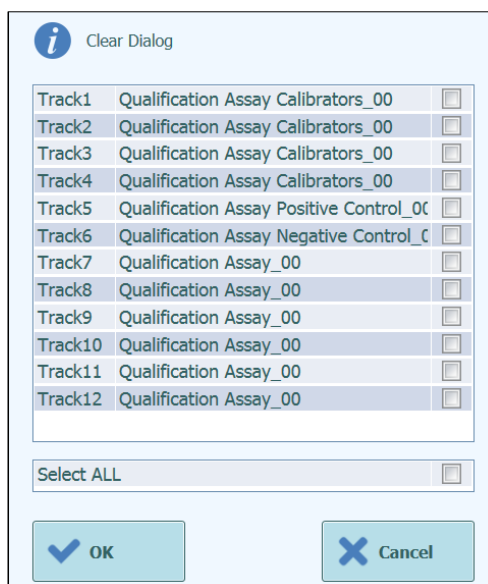 Clear Dialog
Track1 Qualification Assay Calibrators_00
Track2 Qualification Assay Calibrators_00
Track3 Qualification Assay Calibrators_00
Track4 Qualification Assay Calibrators_00
Track5 Qualification Assay Positive Control_00
Track6 Qualification Assay Negative Control_0
Track7 Qualification Assay_00
Track8 Qualification Assay_00
Track9 Qualification Assay_00
Track10 Qualification Assay_00
Track11 Qualification Assay_00
Track12 Qualification Assay_00
Select ALL
OK
Cancel